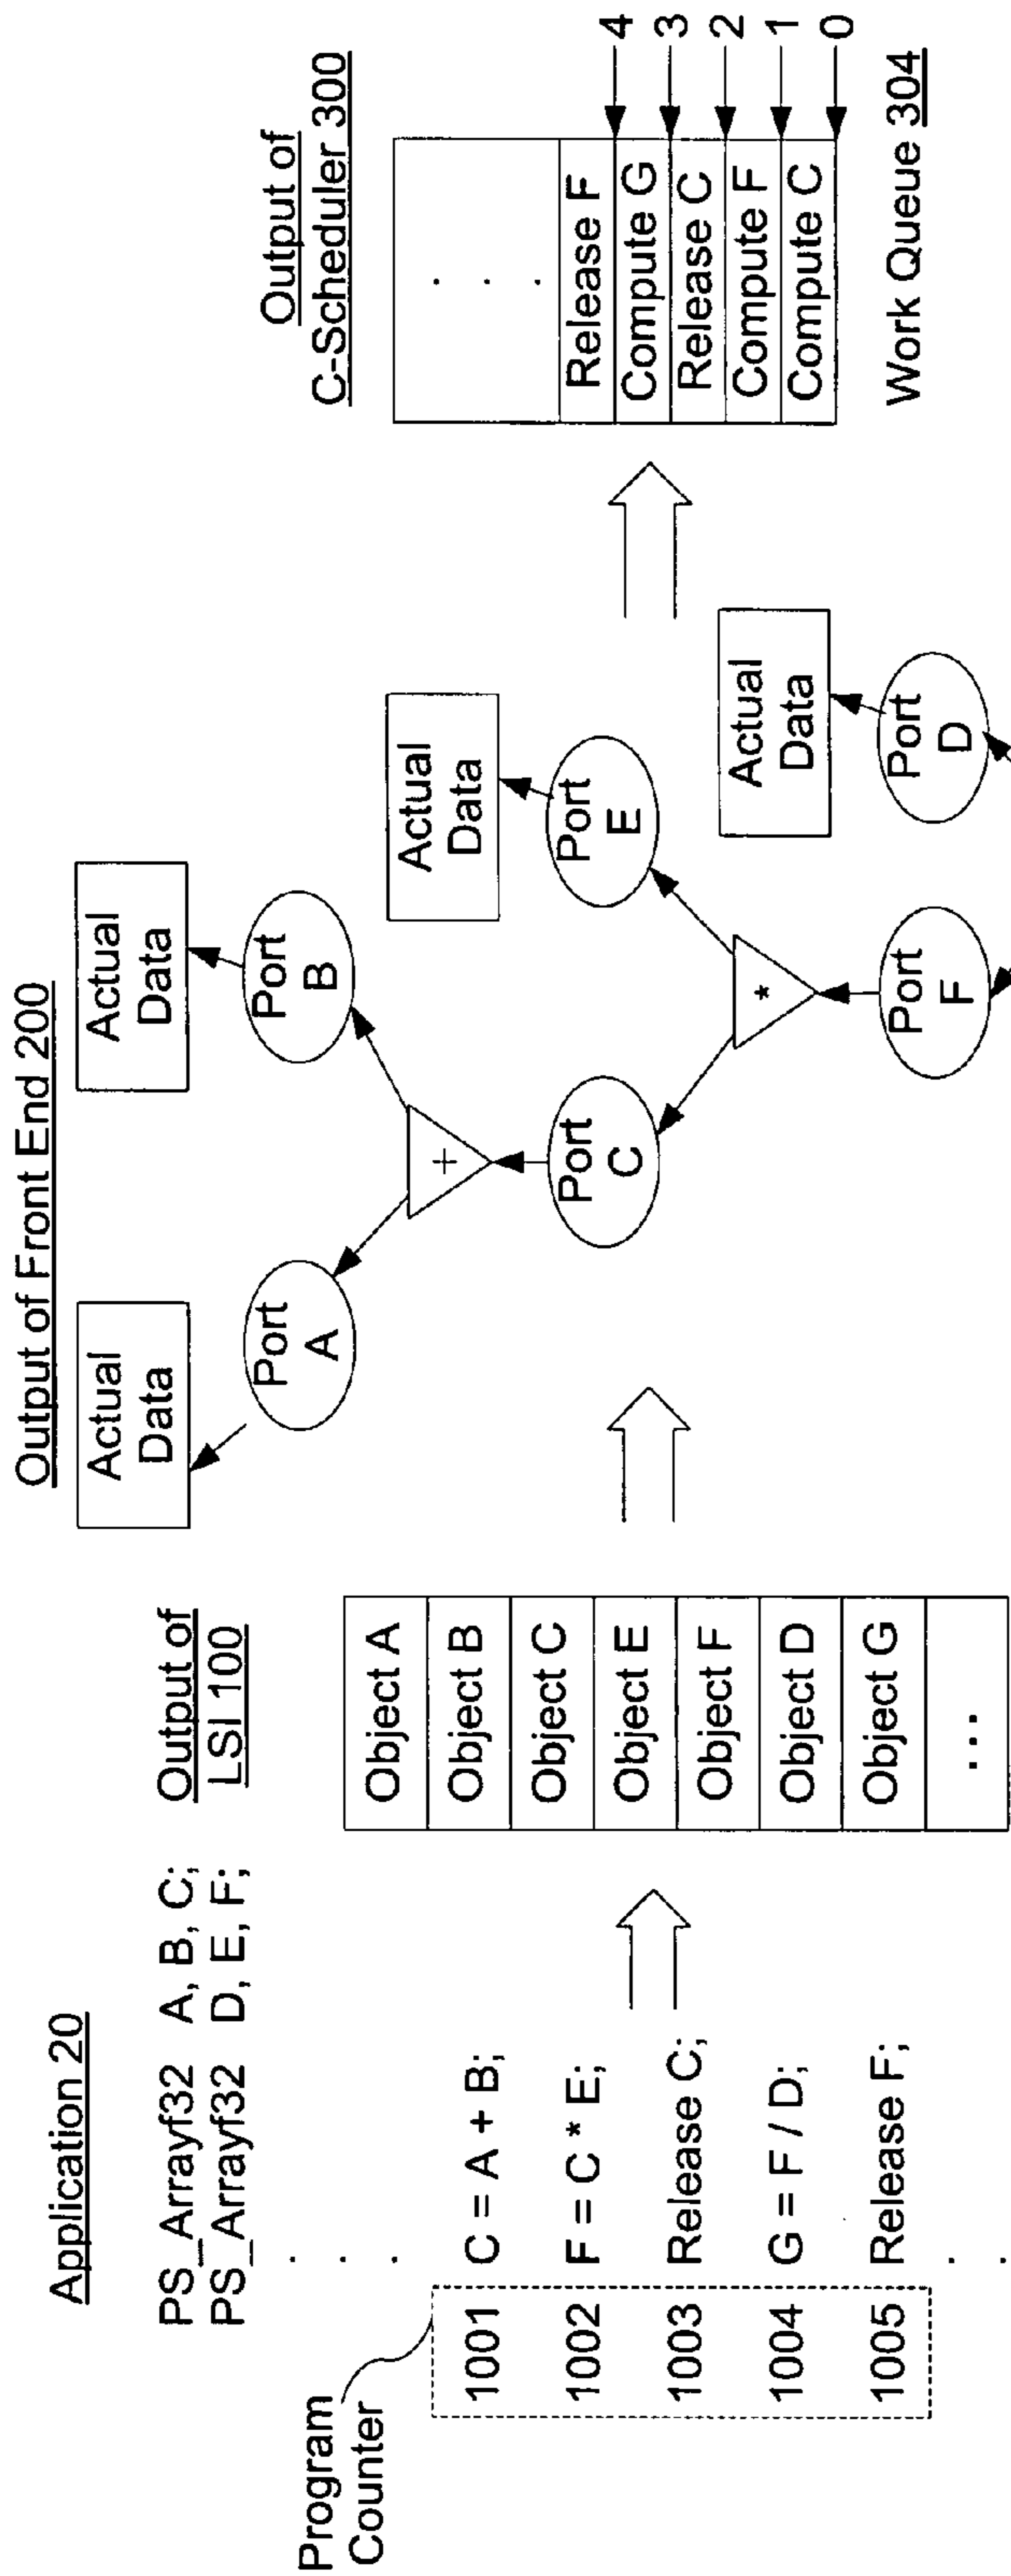 Application 20
PS_Arrayf32 A, B, C;
PS_Arrayf32 D, E, F;
. . .
Program
Counter
1001 C = A + B;
1002 F = C * E;
1003 Release C;
1004 G = F / D;
1005 Release F;
. .
Output of
LSI 100
Object A
Object B
Object C
Object E
Object F
Object D
Object G
...
Output of Front End 200
Actual
Data
Actual
Data
Port
A
Port
B
+
Actual
Data
Port
C
Port
E
*
Actual
Data
Port
F
Port
D
Output of
C-Scheduler 300
. . .
Release F
4
Compute G
3
Release C
2
Compute F
1
Compute C
0
Work Queue 304